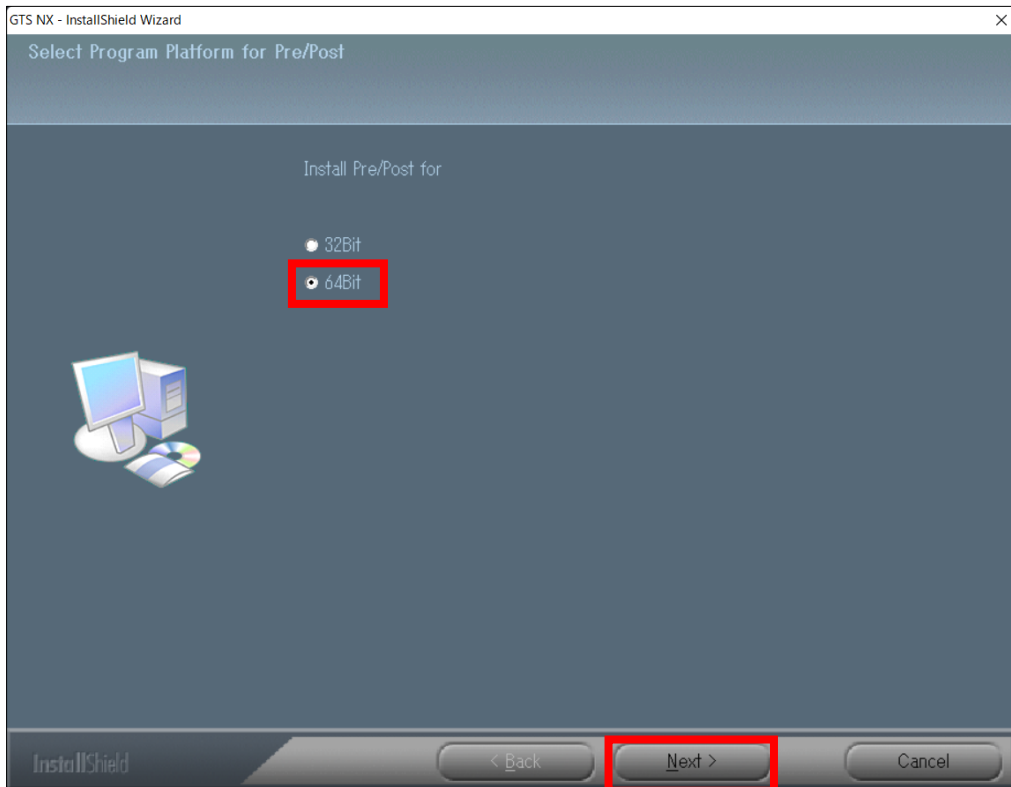 GTS NX - InstallShield Wizard
Select Program Platform for Pre/Post
Install Pre/Post for
32Bit
64Bit
InstallShield
< Back
Next >
Cancel